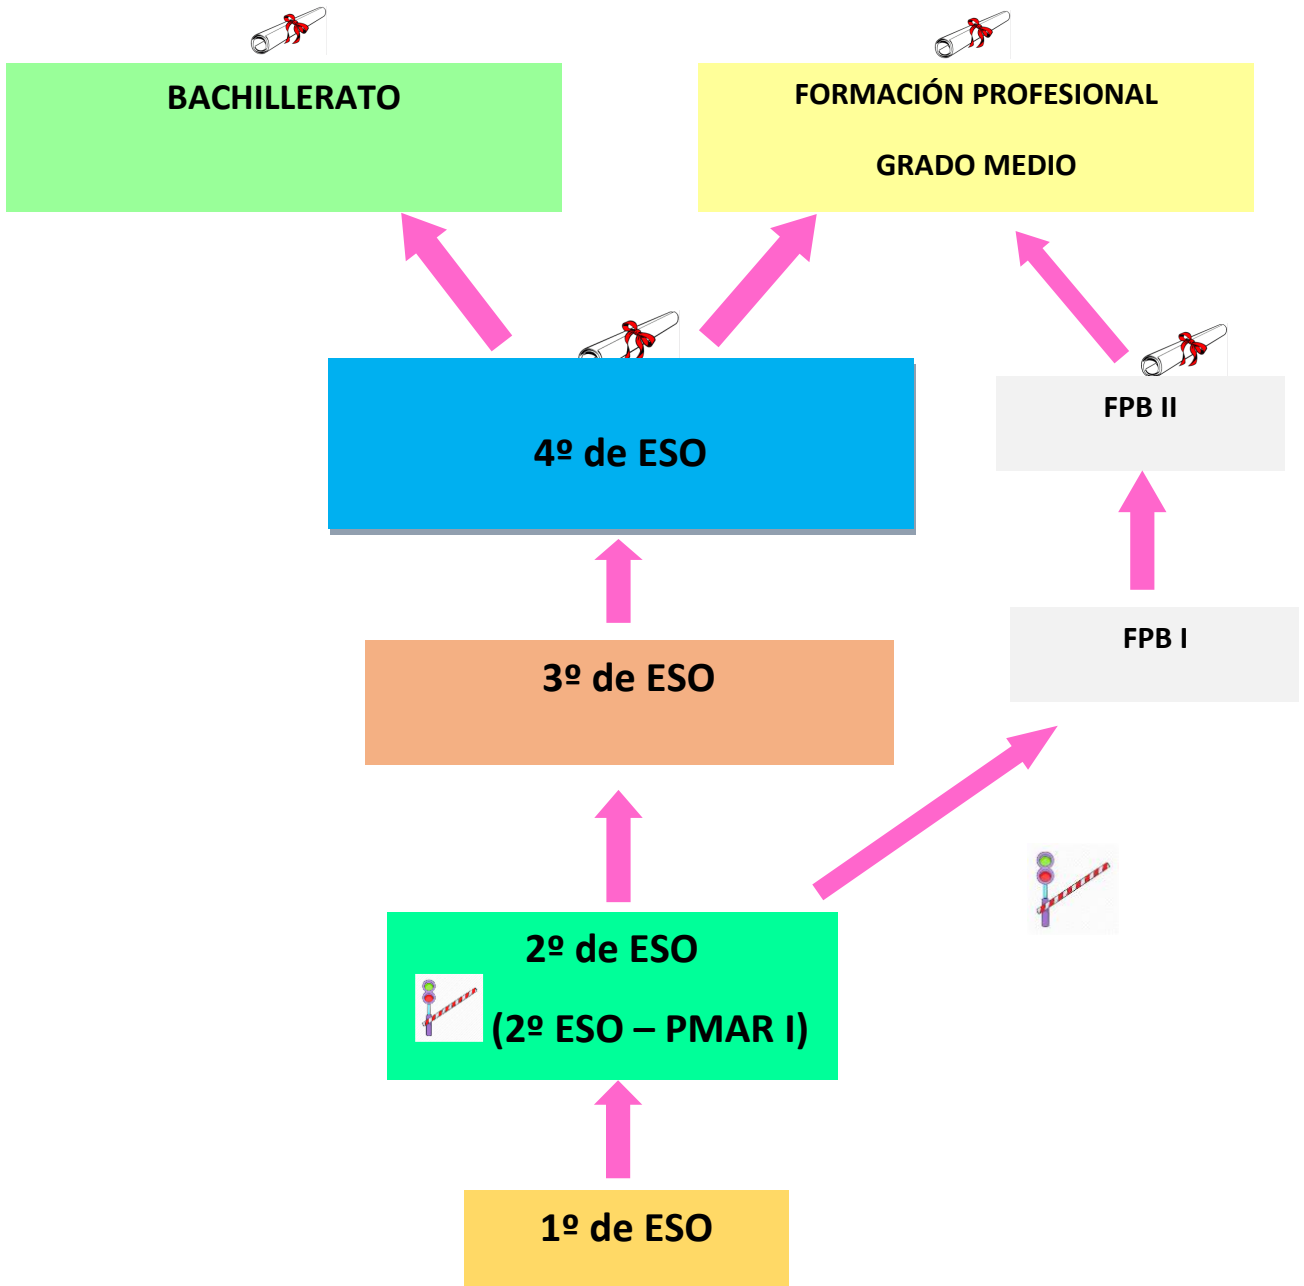 BACHILLERATO
FORMACIÓN PROFESIONAL
GRADO MEDIO
4º de ESO
FPB II
3º de ESO
FPB I
2º de ESO
(2º ESO – PMAR I)
1º de ESO